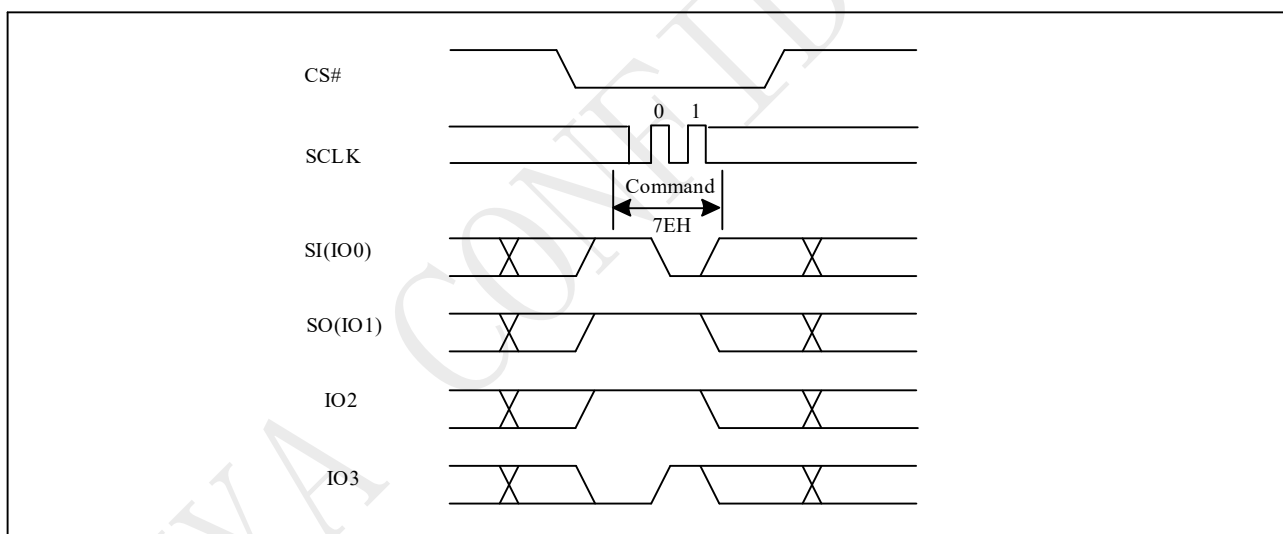 CS#
0 1
SCLK
Command
7EH
SI(IO0)
SO(IO1)
IO2
IO3